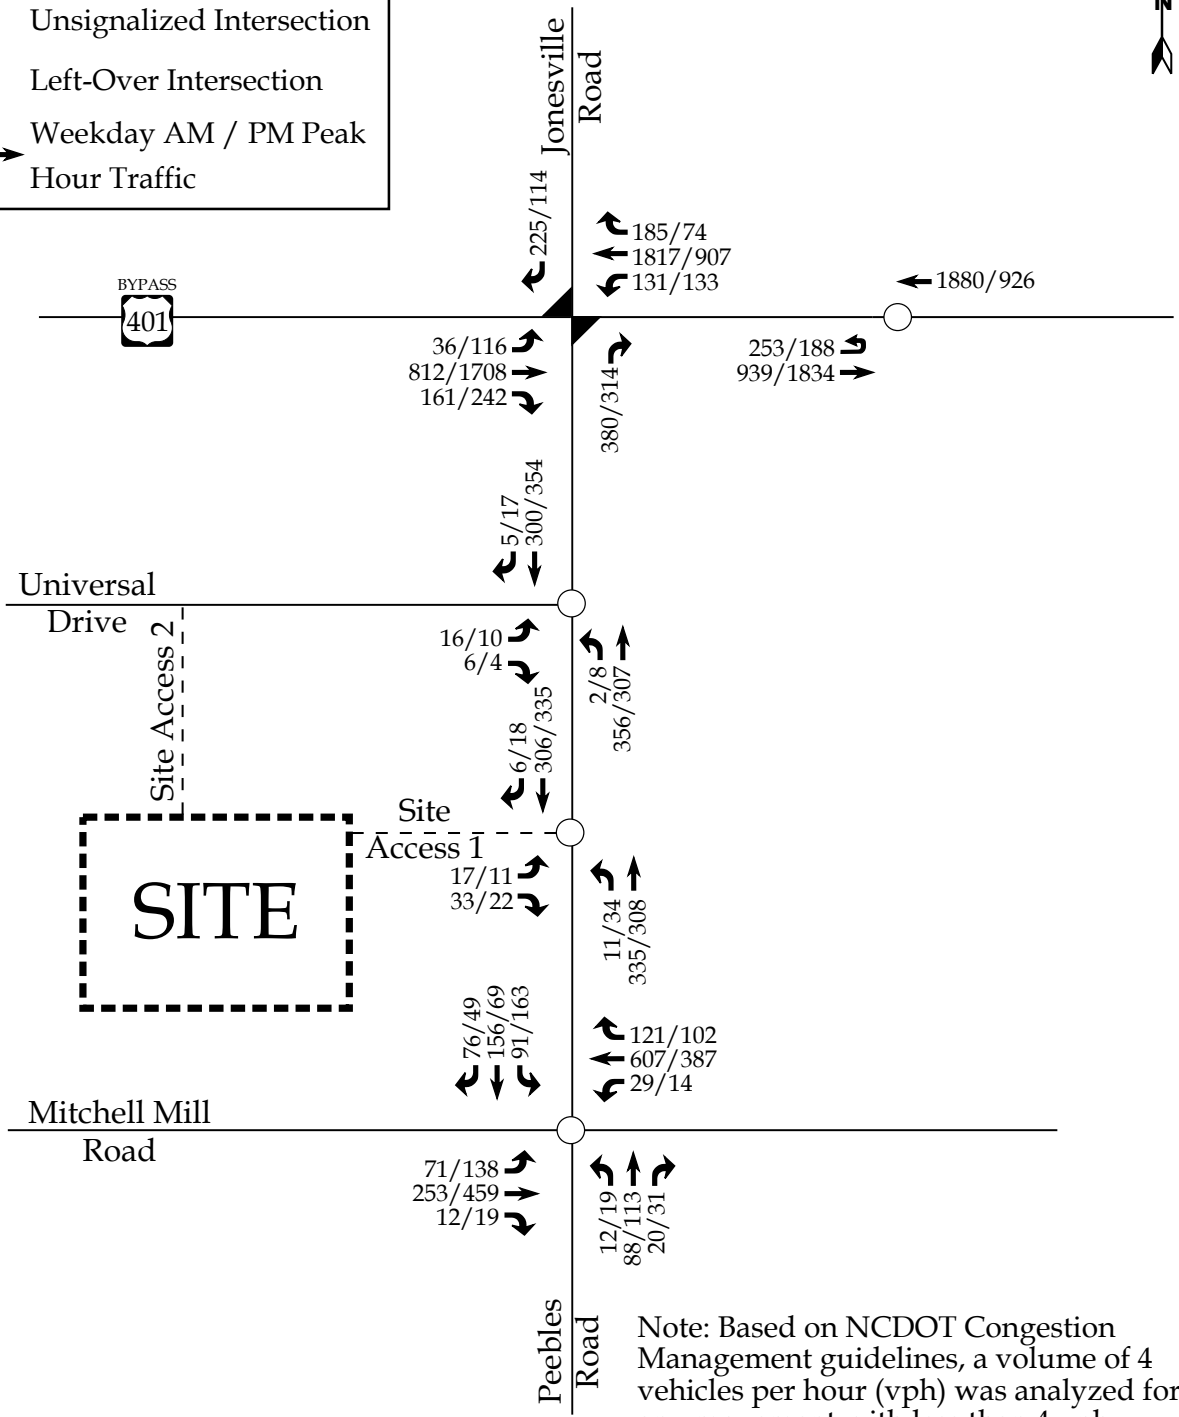 Unsignalized Intersection
Left-Over Intersection
Weekday AM / PM Peak
Hour Traffic
N
Jonesville
Road
225/114
185/74
1817/907
131/133
BYPASS
401
1880/926
36/116
812/1708
161/242
380/314
253/188
939/1834
5/17
300/354
Universal
Drive
16/10
6/4
2/8
356/307
Site Access 2
6/18
306/335
Site
Access 1
SITE
17/11
33/22
11/34
335/308
76/49
156/69
91/163
121/102
607/387
29/14
Mitchell Mill
Road
71/138
253/459
12/19
12/19
88/113
20/31
Peebles
Road
Note: Based on NCDOT Congestion
Management guidelines, a volume of 4
vehicles per hour (vph) was analyzed for